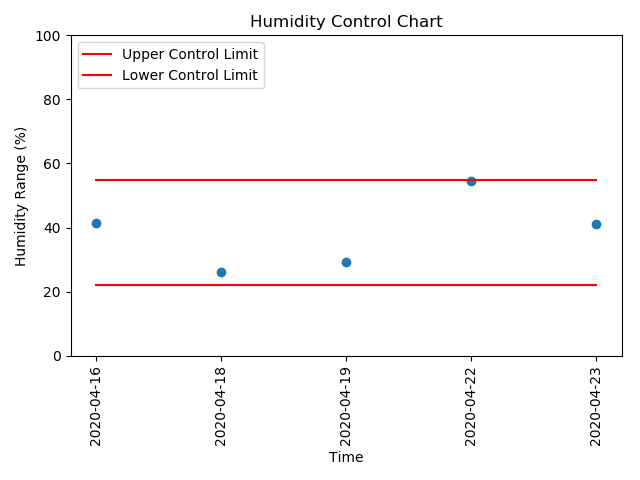 Humidity Control Chart
Upper Control Limit
Lower Control Limit
Humidity Range (%)
100
80
60
40
20
0
2020-04-16
2020-04-18
2020-04-19
2020-04-22
2020-04-23
Time